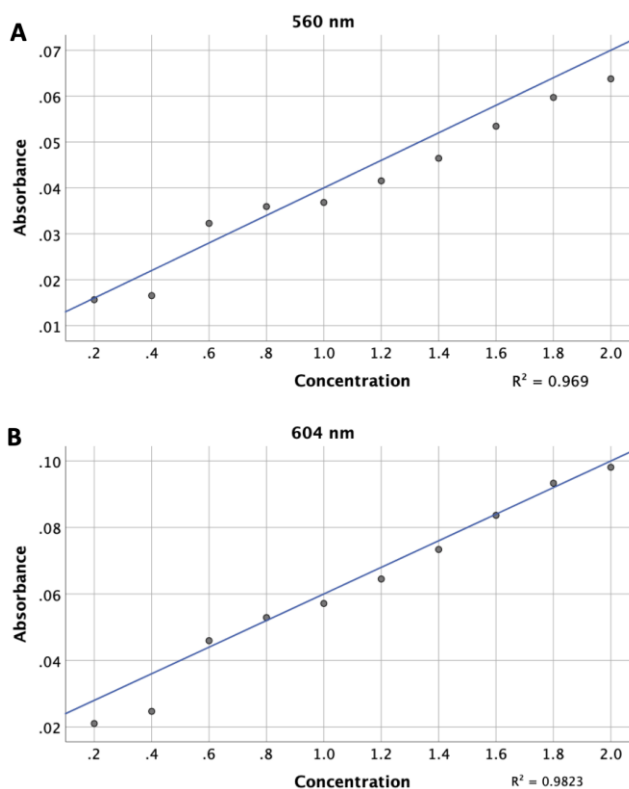 A
560 nm
Absorbance
.07
.06
.05
.04
.03
.02
.01
.2 .4 .6 .8 1.0 1.2 1.4 1.6 1.8 2.0
Concentration
R² = 0.969
B
604 nm
Absorbance
.10
.08
.06
.04
.02
.2 .4 .6 .8 1.0 1.2 1.4 1.6 1.8 2.0
Concentration
R² = 0.9823